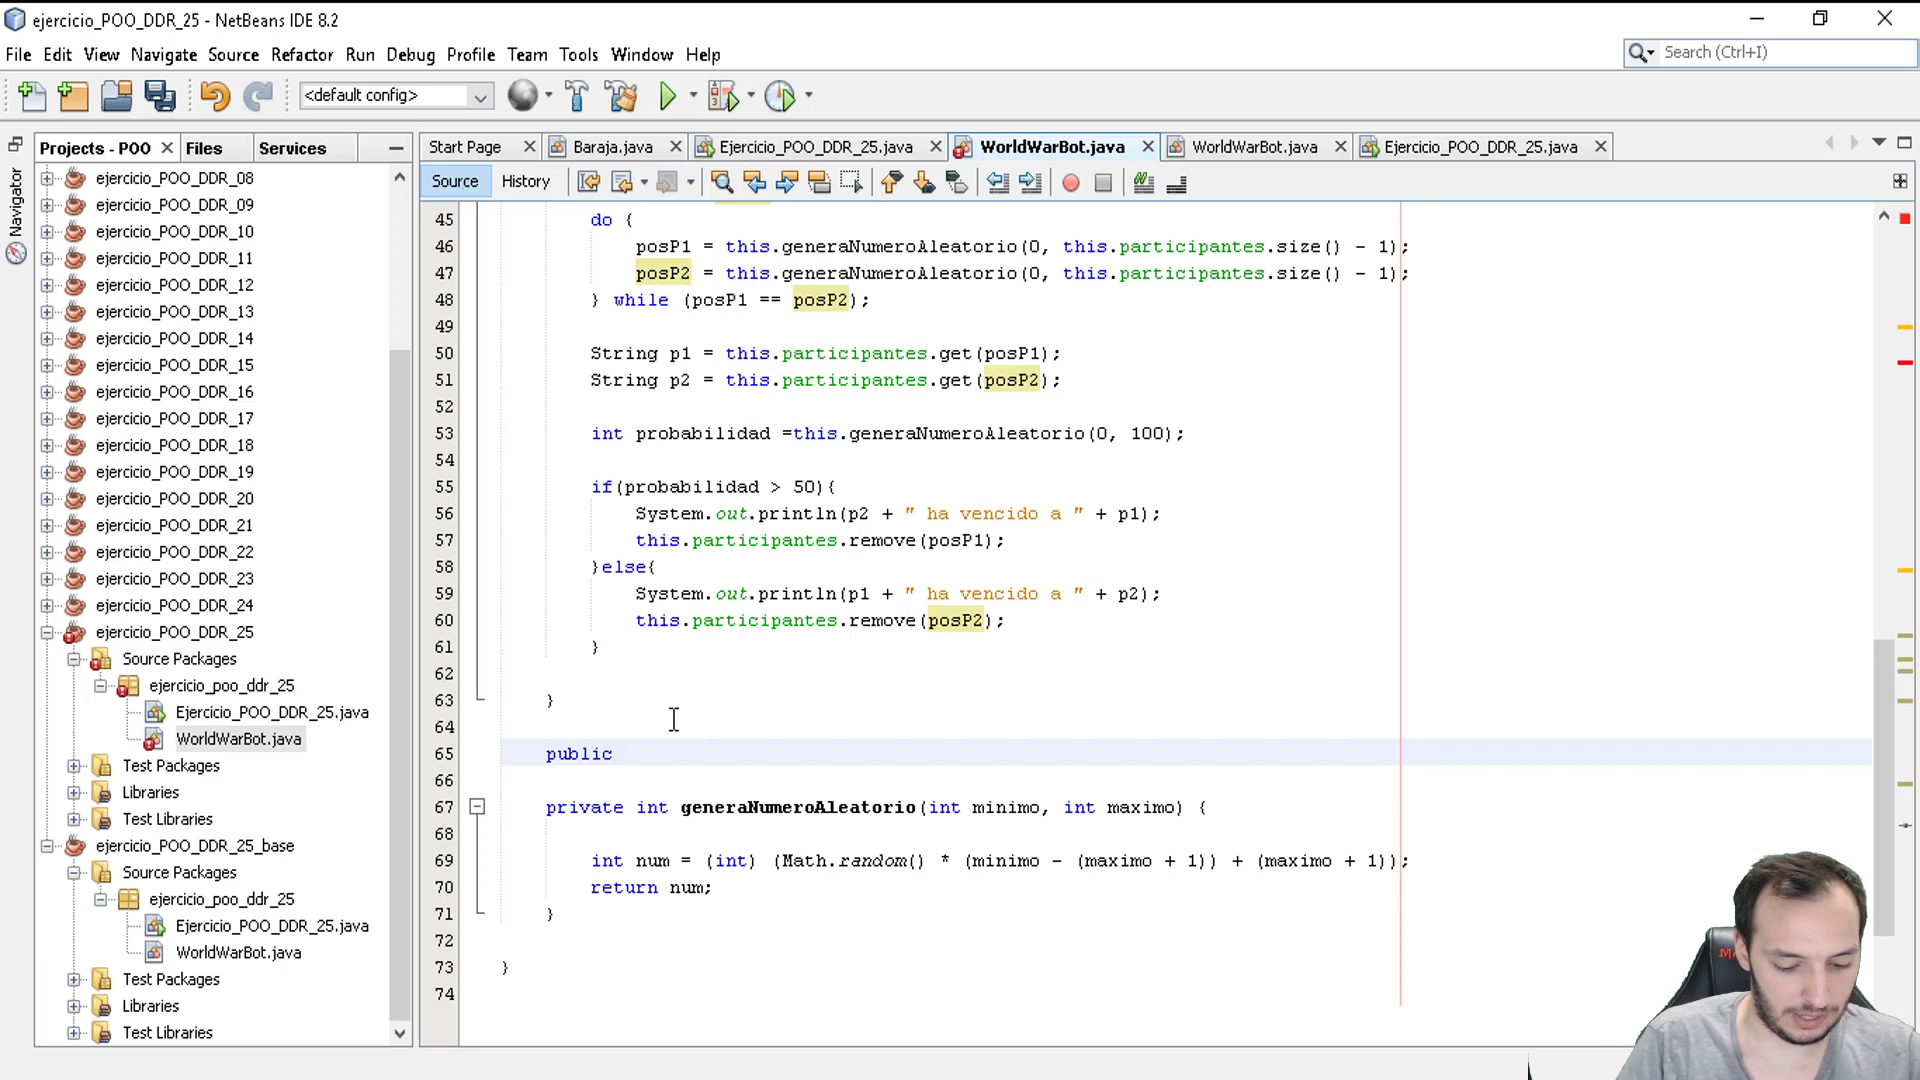 ejercicio_POO_DDR_25 - NetBeans IDE 8.2
File Edit View Navigate Source Refactor Run Debug Profile Team Tools Window Help
Search (Ctrl+I)
<default config>
Projects - POO Files Services
Start Page Baraja.java Ejercicio_POO_DDR_25.java WorldWarBot.java WorldWarBot.java Ejercicio_POO_DDR_25.java
Source History
Navigator
ejercicio_POO_DDR_08
ejercicio_POO_DDR_09
ejercicio_POO_DDR_10
ejercicio_POO_DDR_11
ejercicio_POO_DDR_12
ejercicio_POO_DDR_13
ejercicio_POO_DDR_14
ejercicio_POO_DDR_15
ejercicio_POO_DDR_16
ejercicio_POO_DDR_17
ejercicio_POO_DDR_18
ejercicio_POO_DDR_19
ejercicio_POO_DDR_20
ejercicio_POO_DDR_21
ejercicio_POO_DDR_22
ejercicio_POO_DDR_23
ejercicio_POO_DDR_24
ejercicio_POO_DDR_25
Source Packages
ejercicio_poo_ddr_25
Ejercicio_POO_DDR_25.java
WorldWarBot.java
Test Packages
Libraries
Test Libraries
ejercicio_POO_DDR_25_base
Source Packages
ejercicio_poo_ddr_25
Ejercicio_POO_DDR_25.java
WorldWarBot.java
Test Packages
Libraries
Test Libraries
45 do {
46 posP1 = this.generaNumeroAleatorio(0, this.participantes.size() - 1);
47 posP2 = this.generaNumeroAleatorio(0, this.participantes.size() - 1);
48 } while (posP1 == posP2);
49
50 String p1 = this.participantes.get(posP1);
51 String p2 = this.participantes.get(posP2);
52
53 int probabilidad =this.generaNumeroAleatorio(0, 100);
54
55 if(probabilidad > 50){
56 System.out.println(p2 + " ha vencido a " + p1);
57 this.participantes.remove(posP1);
58 }else{
59 System.out.println(p1 + " ha vencido a " + p2);
60 this.participantes.remove(posP2);
61 }
62
63 }
64
65 public
66
67 private int generaNumeroAleatorio(int minimo, int maximo) {
68
69 int num = (int) (Math.random() * (minimo - (maximo + 1)) + (maximo + 1));
70 return num;
71 }
72
73 }
74